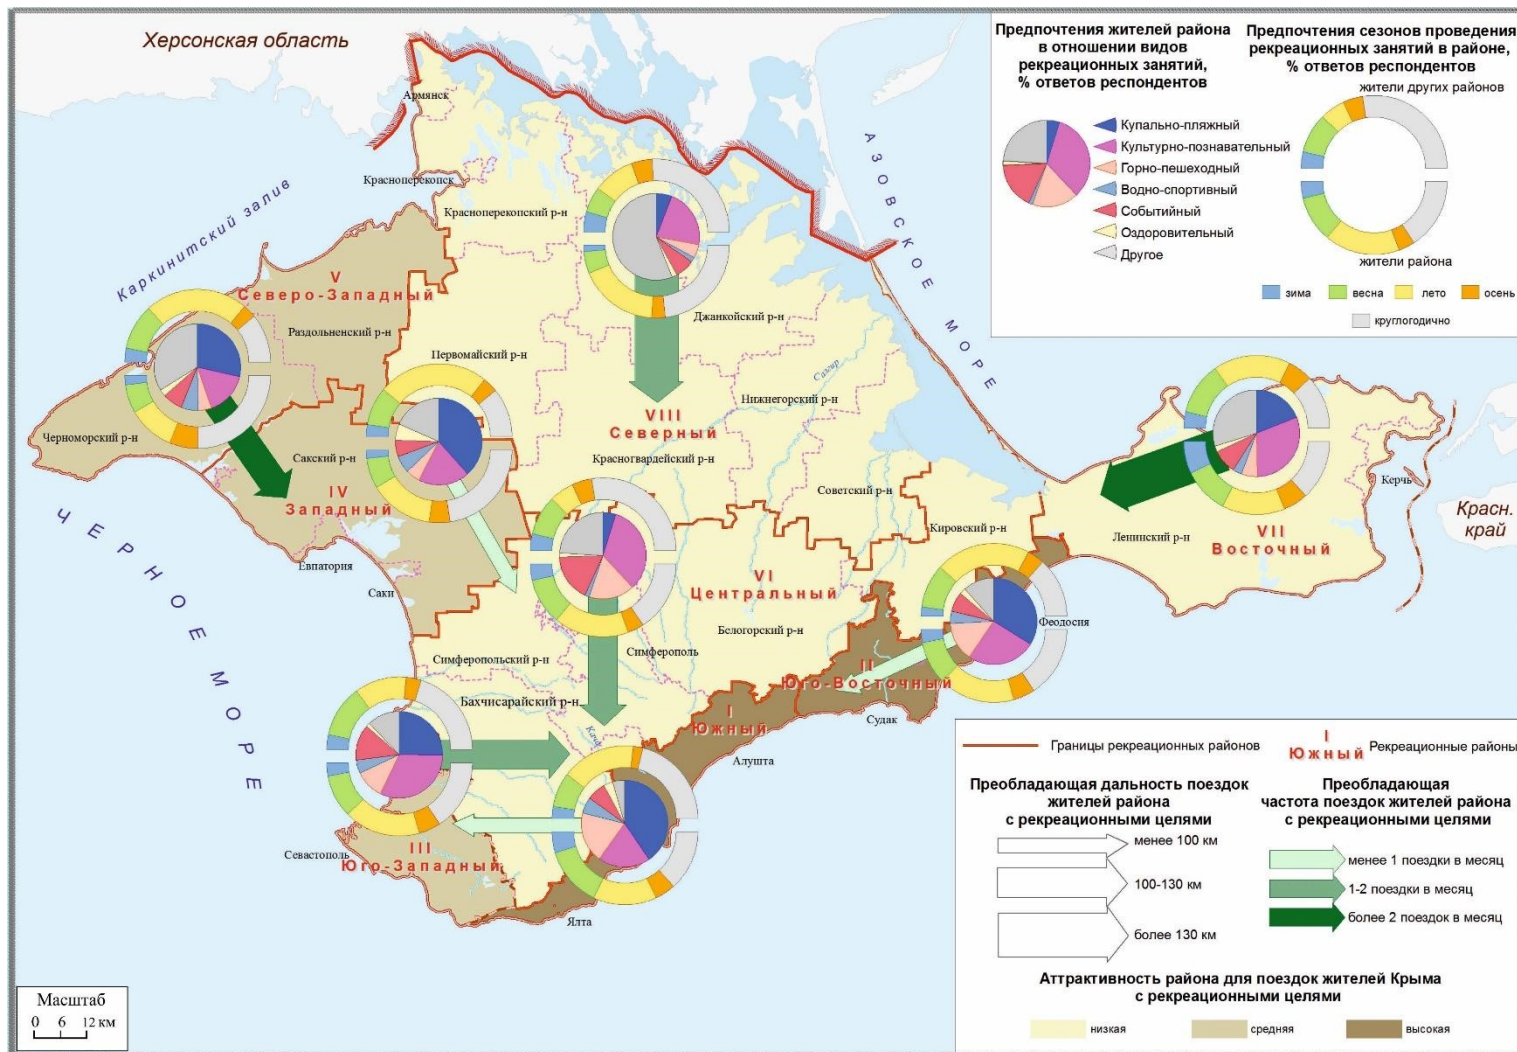 Херсонская область
Предпочтения жителей района
в отношении видов
рекреационных занятий,
% ответов респондентов
Купально-пляжный
Культурно-познавательный
Горно-пешеходный
Водно-спортивный
Событийный
Оздоровительный
Другое
Предпочтения сезонов проведения
рекреационных занятий в районе,
% ответов респондентов
жители других районов
жители района
зима
весна
лето
осень
круглогодично
Армянск
Красноперекопск
Красноперекопский р-н
Каркинитский залив
АЗОВСКОЕ МОРЕ
V
Северо-Западный
Раздольненский р-н
Джанкойский р-н
Первомайский р-н
Салгир
Нижнегорский р-н
VIII
Северный
Черноморский р-н
Сакский р-н
Красногвардейский р-н
IV
Западный
Советский р-н
Керчь
Красн.
край
Кировский р-н
Ленинский р-н
VII
Восточный
Евпатория
Саки
VI
Центральный
Белогорский р-н
Феодосия
ЧЕРНОЕ МОРЕ
Симферопольский р-н
Симферополь
II
Юго-Восточный
Бахчисарайский р-н
Судак
Кача
I
Южный
Алушта
Севастополь
III
Юго-Западный
Ялта
Границы рекреационных районов
I
Южный
Рекреационные районы
Преобладающая дальность поездок
жителей района
с рекреационными целями
менее 100 км
100-130 км
более 130 км
Преобладающая
частота поездок жителей района
с рекреационными целями
менее 1 поездки в месяц
1-2 поездки в месяц
более 2 поездок в месяц
Аттрактивность района для поездок жителей Крыма
с рекреационными целями
низкая
средняя
высокая
Масштаб
0 6 12 км